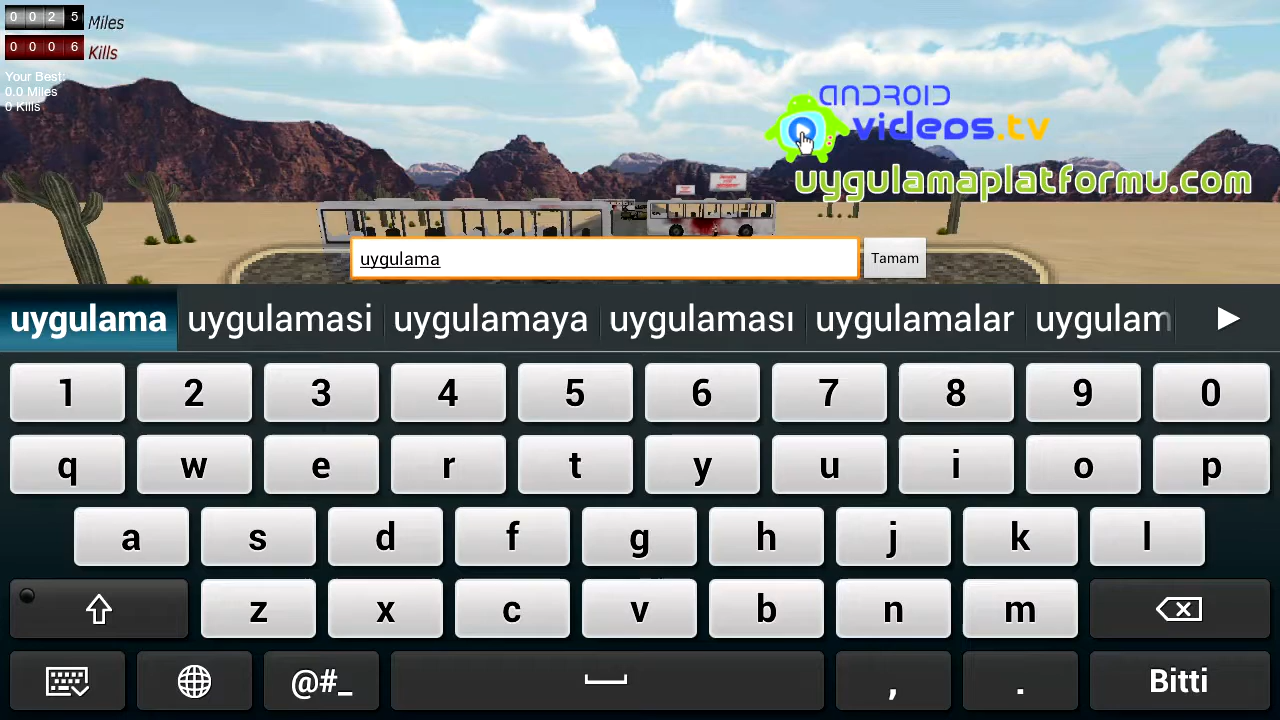 0 0 2 5 Miles
0 0 0 6 Kills
Your Best:
0.0 Miles
0 Kills
ANDROID
videos.tv
uygulamaplatformu.com
uygulama Tamam
uygulama uygulamasi uygulamaya uygulaması uygulamalar uygulam
1 2 3 4 5 6 7 8 9 0
q w e r t y u i o p
a s d f g h j k l
z x c v b n m
@#_ , . Bitti